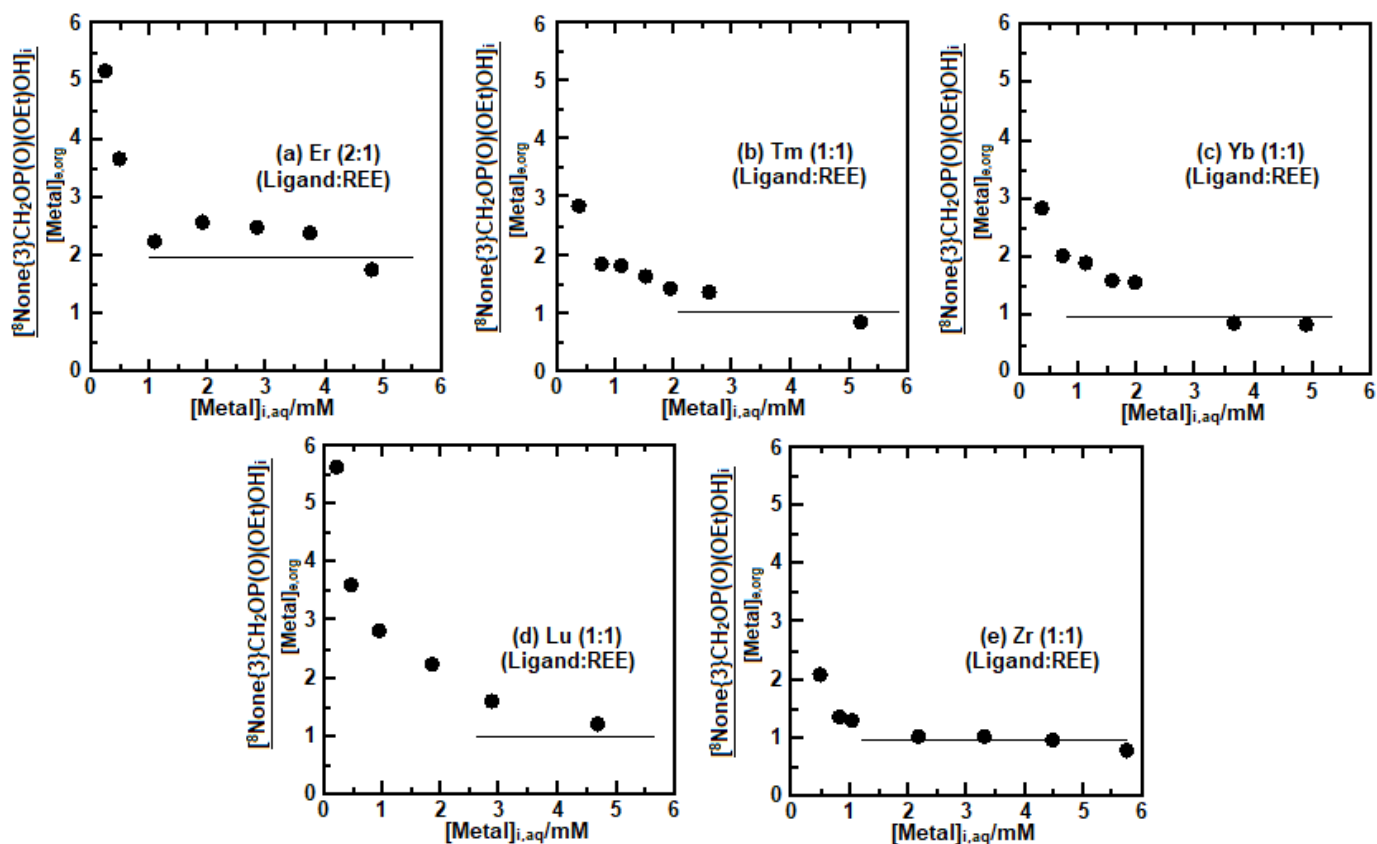 [⁸None{3}CH₂OP(O)(OEt)OH]ᵢ
[Metal]ₑ,ₒᵣg
6
5
4
3
2
1
0
(a) Er (2:1)
(Ligand:REE)
0 1 2 3 4 5 6
[Metal]i,aq/mM
[⁸None{3}CH₂OP(O)(OEt)OH]ᵢ
[Metal]ₑ,ₒᵣg
6
5
4
3
2
1
0
(b) Tm (1:1)
(Ligand:REE)
0 1 2 3 4 5 6
[Metal]i,aq/mM
[⁸None{3}CH₂OP(O)(OEt)OH]ᵢ
[Metal]ₑ,ₒᵣg
6
5
4
3
2
1
0
(c) Yb (1:1)
(Ligand:REE)
0 1 2 3 4 5 6
[Metal]i,aq/mM
[⁸None{3}CH₂OP(O)(OEt)OH]ᵢ
[Metal]ₑ,ₒᵣg
6
5
4
3
2
1
0
(d) Lu (1:1)
(Ligand:REE)
0 1 2 3 4 5 6
[Metal]i,aq/mM
[⁸None{3}CH₂OP(O)(OEt)OH]ᵢ
[Metal]ₑ,ₒᵣg
6
5
4
3
2
1
0
(e) Zr (1:1)
(Ligand:REE)
0 1 2 3 4 5 6
[Metal]i,aq/mM